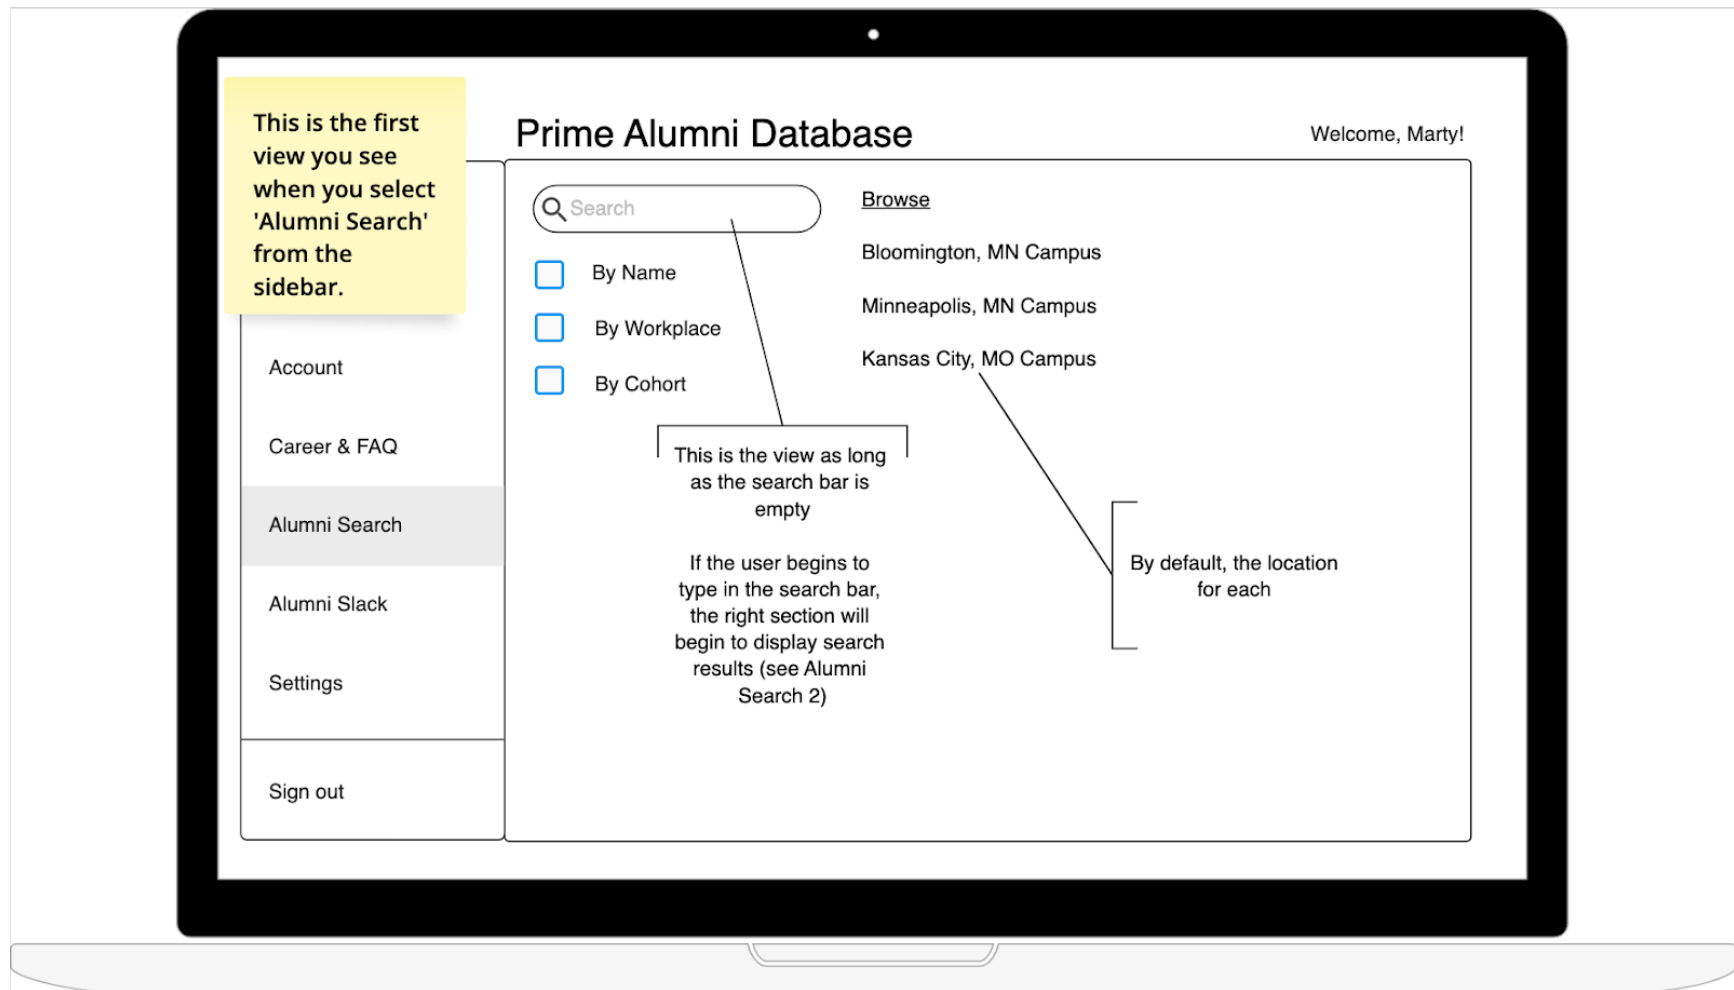 This is the first
view you see
when you select
'Alumni Search'
from the
sidebar.
Prime Alumni Database
Welcome, Marty!
Account
Career & FAQ
Alumni Search
Alumni Slack
Settings
Sign out
Search
By Name
By Workplace
By Cohort
Browse
Bloomington, MN Campus
Minneapolis, MN Campus
Kansas City, MO Campus
This is the view as long
as the search bar is
empty
If the user begins to
type in the search bar,
the right section will
begin to display search
results (see Alumni
Search 2)
By default, the location
for each